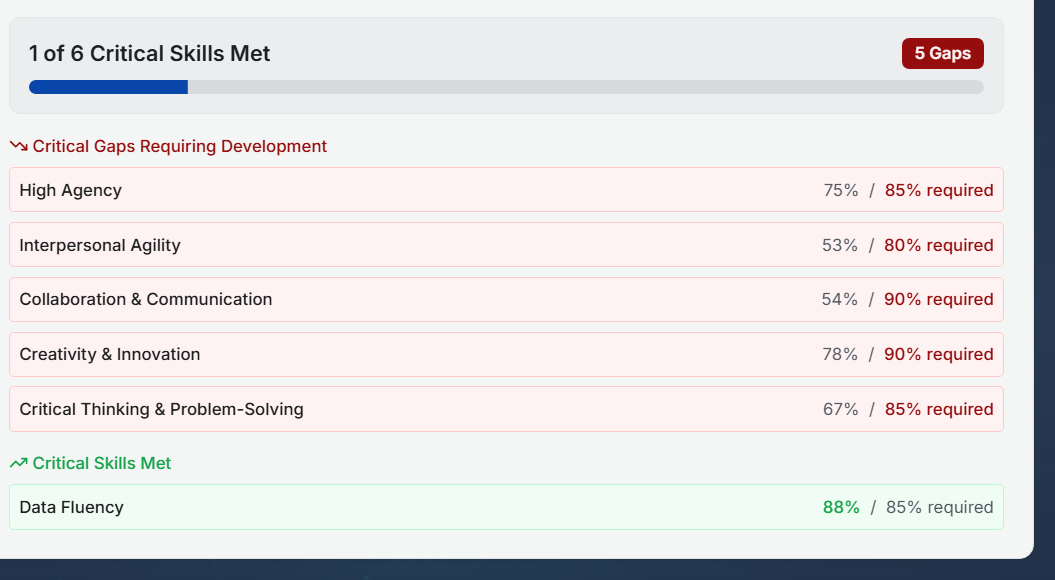 1 of 6 Critical Skills Met 5 Gaps
Critical Gaps Requiring Development
High Agency 75% / 85% required
Interpersonal Agility 53% / 80% required
Collaboration & Communication 54% / 90% required
Creativity & Innovation 78% / 90% required
Critical Thinking & Problem-Solving 67% / 85% required
Critical Skills Met
Data Fluency 88% / 85% required